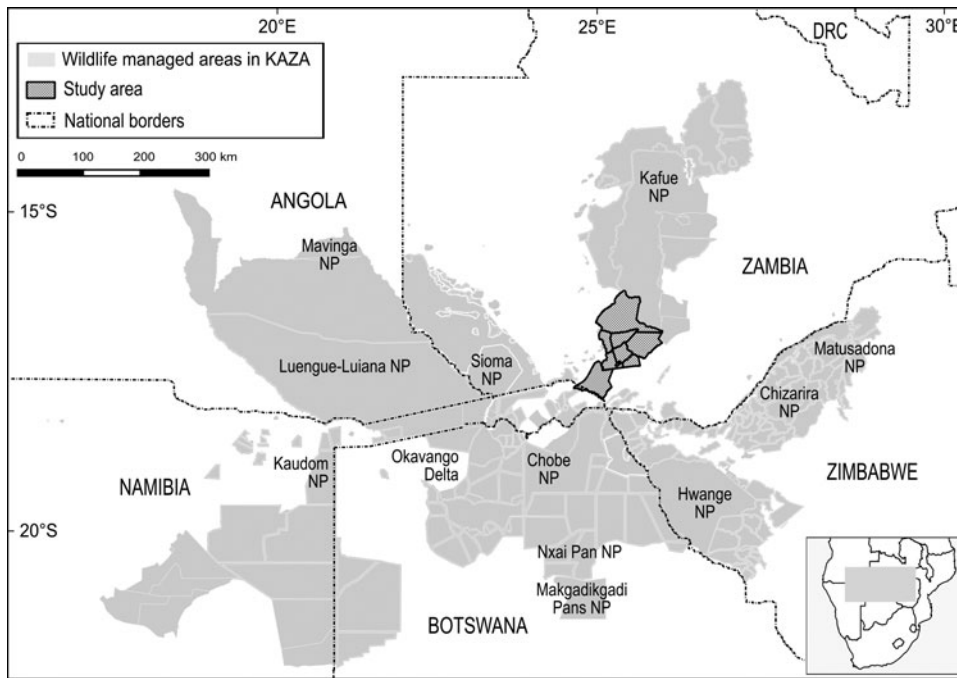 20°E
25°E
30°E
DRC
Wildlife managed areas in KAZA
Study area
National borders
0 100 200 300 km
Kafue
NP
15°S
ANGOLA
Mavinga
NP
ZAMBIA
Luengue-Luiana NP
Sioma
NP
Matusadona
NP
Chizarira
NP
Kaudom
NP
Okavango
Delta
Chobe
NP
NAMIBIA
ZIMBABWE
Hwange
NP
20°S
Nxai Pan NP
Makgadikgadi
Pans NP
BOTSWANA